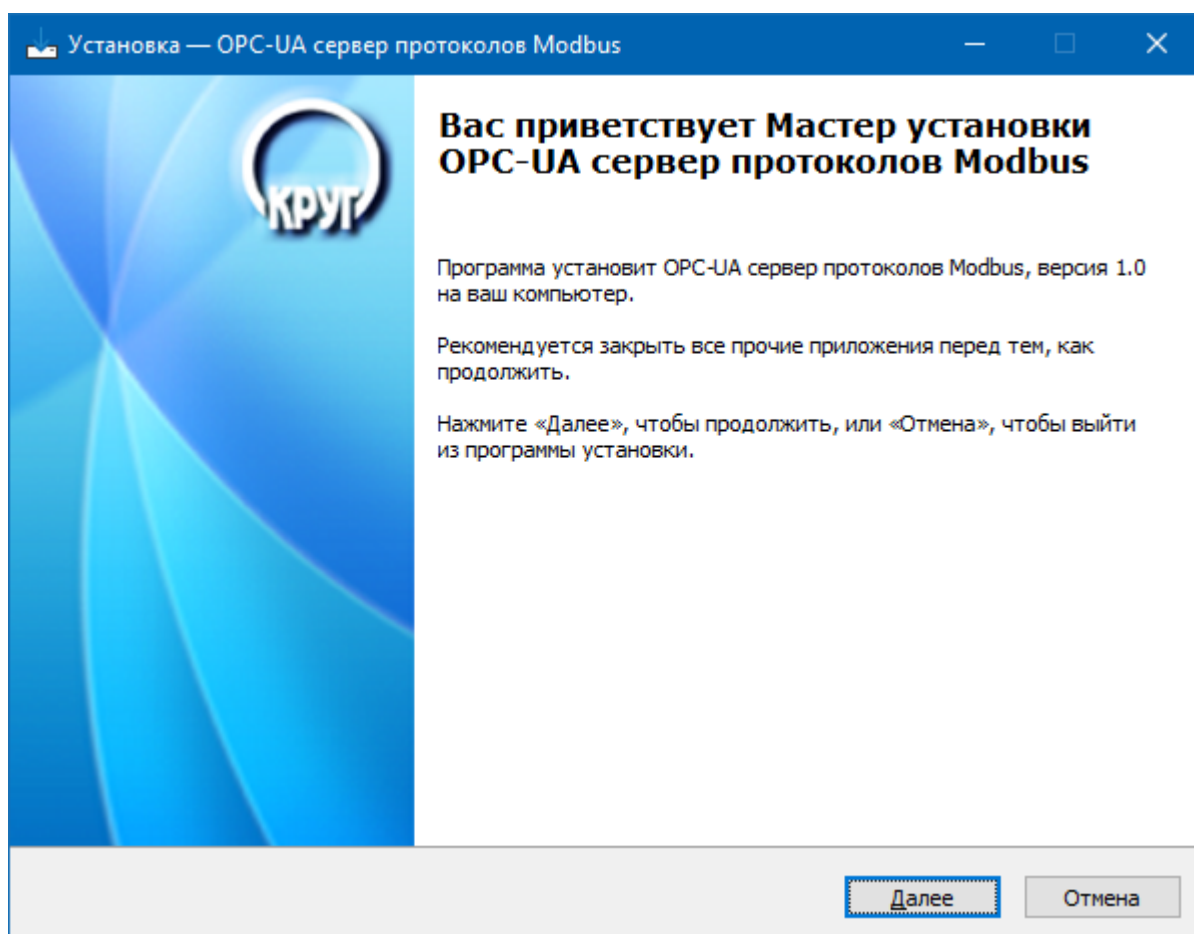 Установка — OPC-UA сервер протоколов Modbus
КРУГ
Вас приветствует Мастер установки
OPC-UA сервер протоколов Modbus
Программа установит OPC-UA сервер протоколов Modbus, версия 1.0
на ваш компьютер.
Рекомендуется закрыть все прочие приложения перед тем, как
продолжить.
Нажмите «Далее», чтобы продолжить, или «Отмена», чтобы выйти
из программы установки.
Далее
Отмена